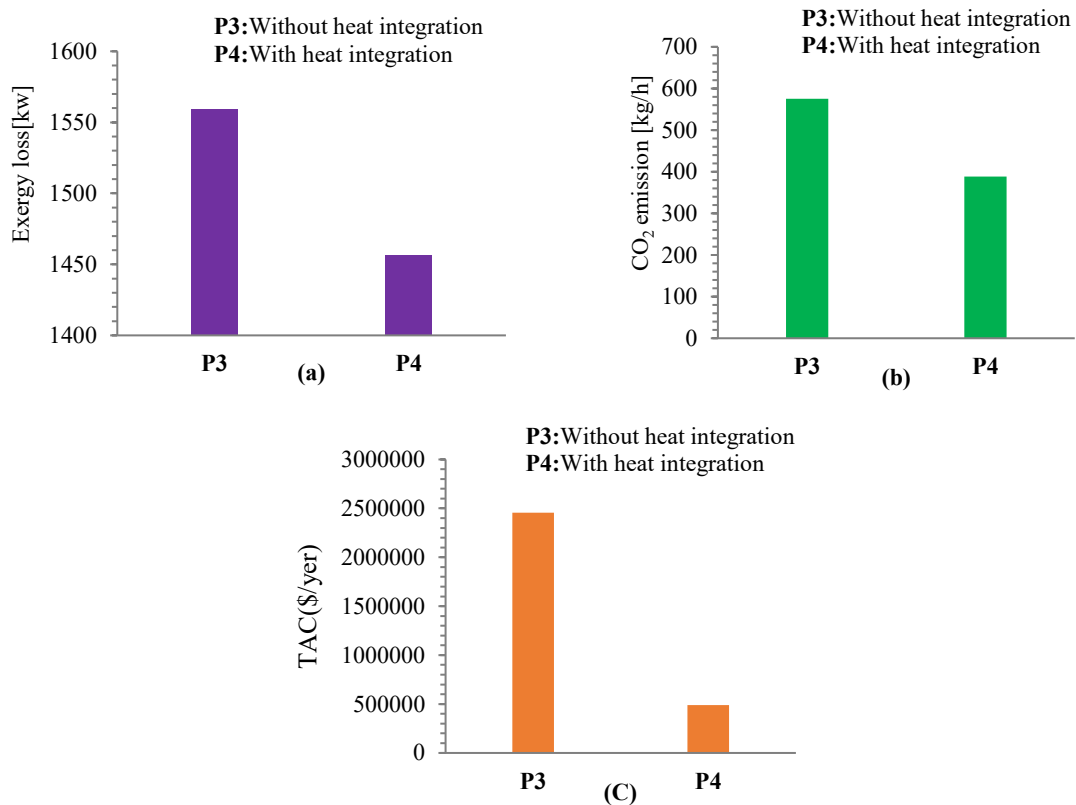 P3:Without heat integration
P4:With heat integration
1600
1550
1500
1450
1400
Exergy loss[kw]
P3
P4
(a)
P3:Without heat integration
P4:With heat integration
700
600
500
400
300
200
100
0
CO₂ emission [kg/h]
P3
P4
(b)
P3:Without heat integration
P4:With heat integration
3000000
2500000
2000000
1500000
1000000
500000
0
TAC($/yer)
P3
P4
(C)